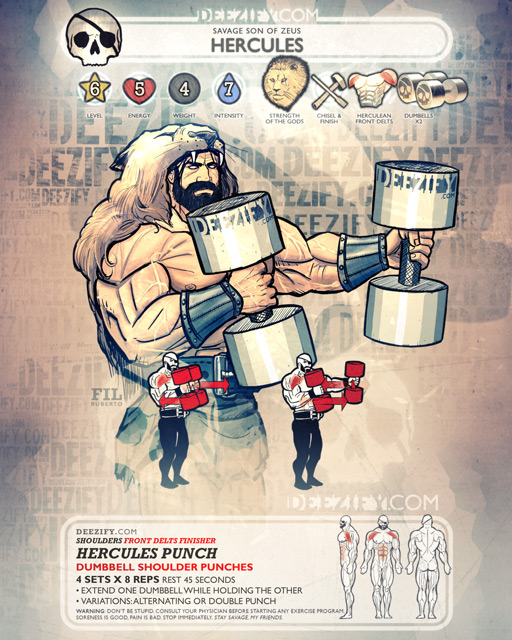 DEEZIFY.COM
SAVAGE SON OF ZEUS
HERCULES
6
5
4
7
LEVEL
ENERGY
WEIGHT
INTENSITY
STRENGTH
OF THE GODS
CHISEL &
FINISH
HERCULEAN
FRONT DELTS
DUMBBELLS
X2
DEEZIFY
.COM
DEEZIFY
.COM
FIL
BUBERTO
DEEZIFY.COM
DEEZIFY.COM
SHOULDERS FRONT DELTS FINISHER
HERCULES PUNCH
DUMBBELL SHOULDER PUNCHES
4 SETS X 8 REPS REST 45 SECONDS
• EXTEND ONE DUMBBELL WHILE HOLDING THE OTHER
• VARIATIONS: ALTERNATING OR DOUBLE PUNCH
WARNING: DON'T BE STUPID. CONSULT YOUR PHYSICIAN BEFORE STARTING ANY EXERCISE PROGRAM
SORENESS IS GOOD, PAIN IS BAD. STOP IMMEDIATELY. STAY SAVAGE, MY FRIENDS.